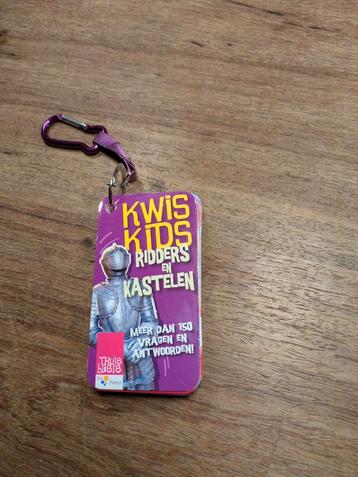 KWIS
KIDS
RIDDERS
EN
KASTELEN
MEER DAN 150
VRAGEN EN
ANTWOORDEN!